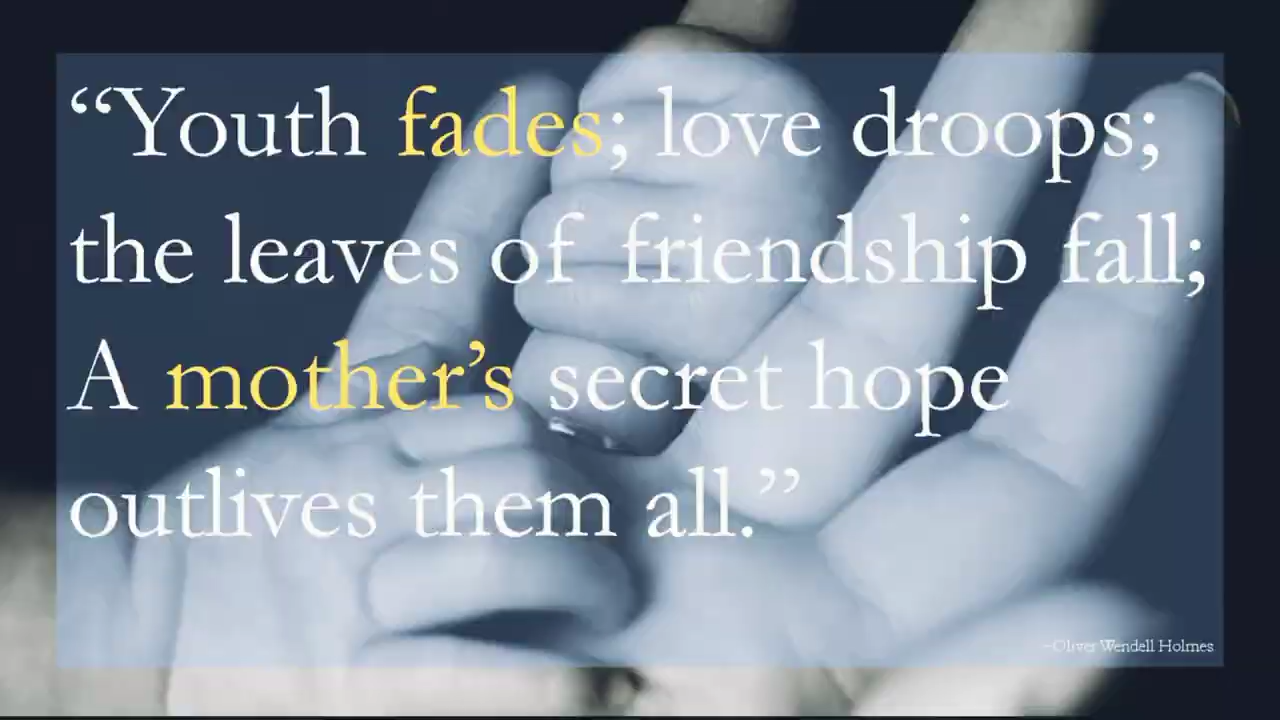 “Youth fades; love droops;
the leaves of friendship fall;
A mother’s secret hope
outlives them all.”
~Oliver Wendell Holmes